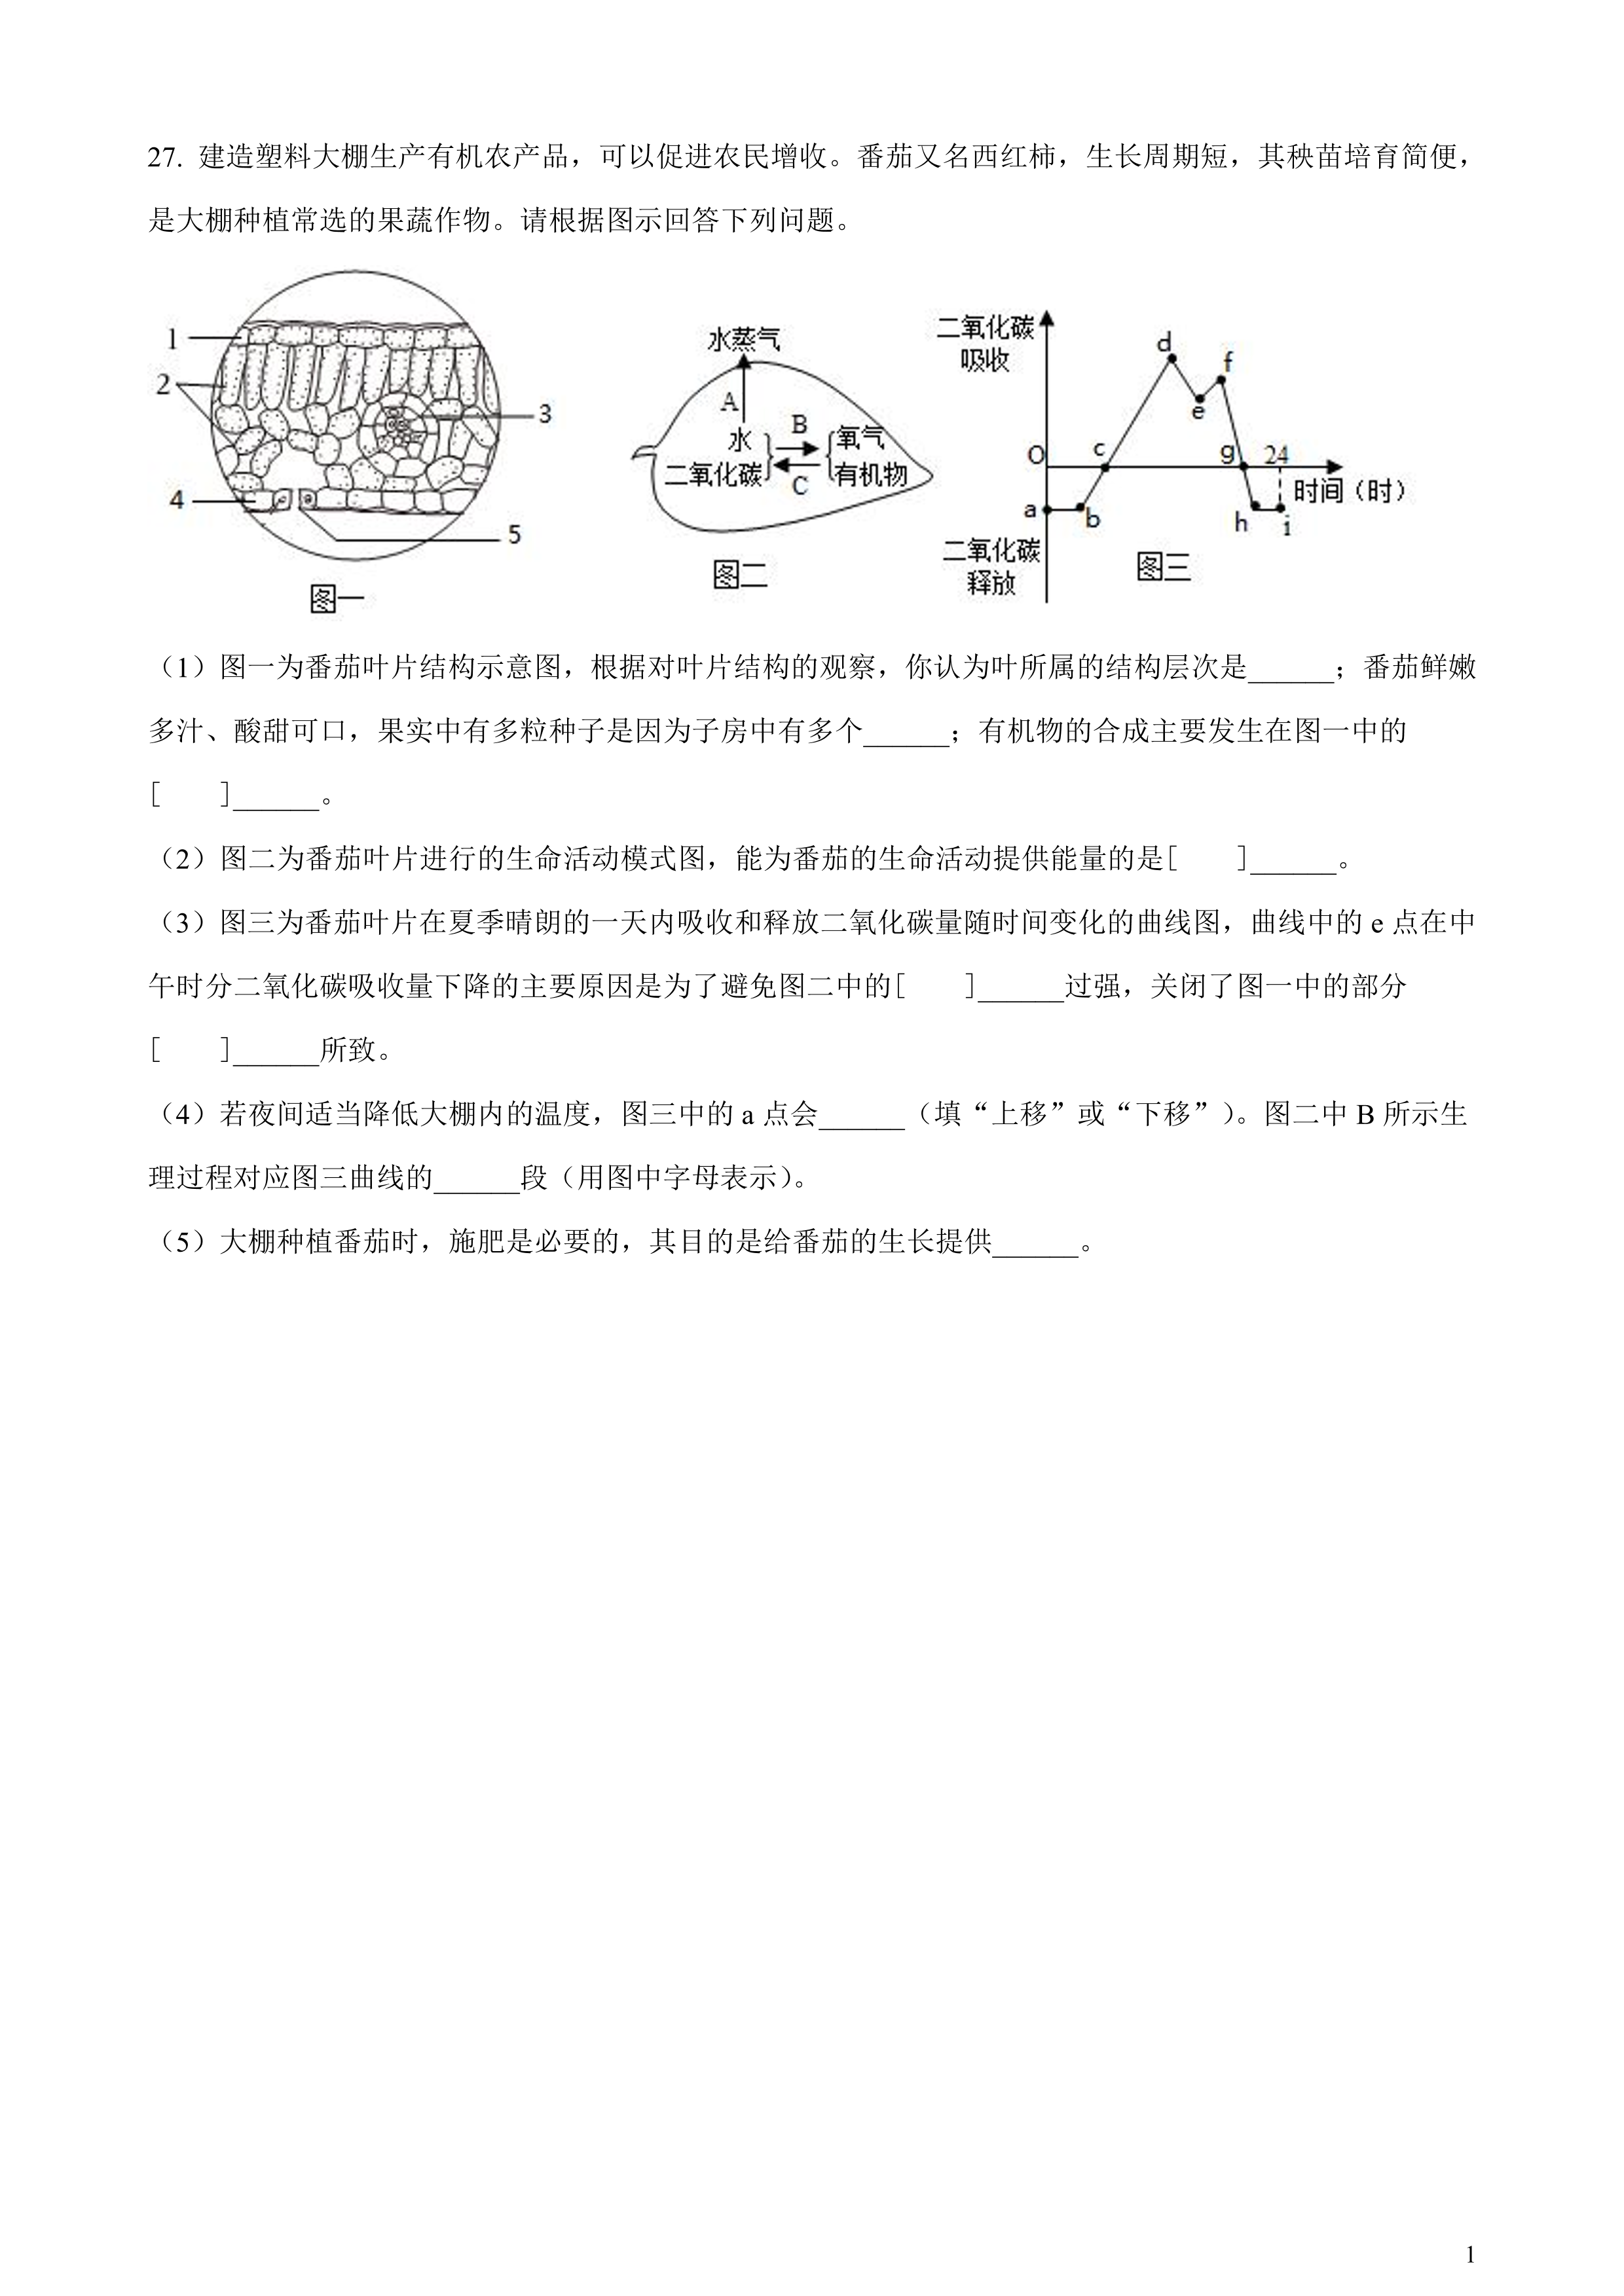 27. 建造塑料大棚生产有机农产品，可以促进农民增收。番茄又名西红柿，生长周期短，其秧苗培育简便，
是大棚种植常选的果蔬作物。请根据图示回答下列问题。
1
2
3
4
5
图一
水蒸气
A
水
二氧化碳
B
C
氧气
有机物
图二
二氧化碳
吸收
d
f
e
O
c
g
24
时间（时）
a
b
h
i
二氧化碳
释放
图三
（1）图一为番茄叶片结构示意图，根据对叶片结构的观察，你认为叶所属的结构层次是______；番茄鲜嫩
多汁、酸甜可口，果实中有多粒种子是因为子房中有多个______；有机物的合成主要发生在图一中的
[　　]______。
（2）图二为番茄叶片进行的生命活动模式图，能为番茄的生命活动提供能量的是[　　]______。
（3）图三为番茄叶片在夏季晴朗的一天内吸收和释放二氧化碳量随时间变化的曲线图，曲线中的 e 点在中
午时分二氧化碳吸收量下降的主要原因是为了避免图二中的[　　]______过强，关闭了图一中的部分
[　　]______所致。
（4）若夜间适当降低大棚内的温度，图三中的 a 点会______（填“上移”或“下移”）。图二中 B 所示生
理过程对应图三曲线的______段（用图中字母表示）。
（5）大棚种植番茄时，施肥是必要的，其目的是给番茄的生长提供______。
1